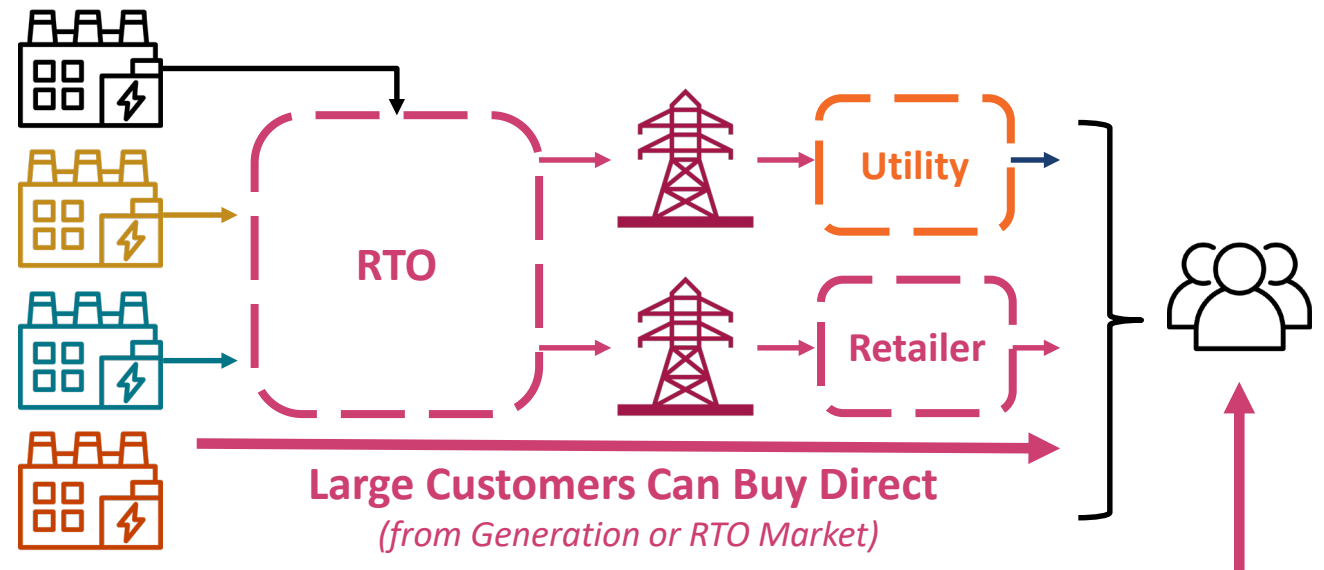 Utility
RTO
Retailer
Large Customers Can Buy Direct
(from Generation or RTO Market)